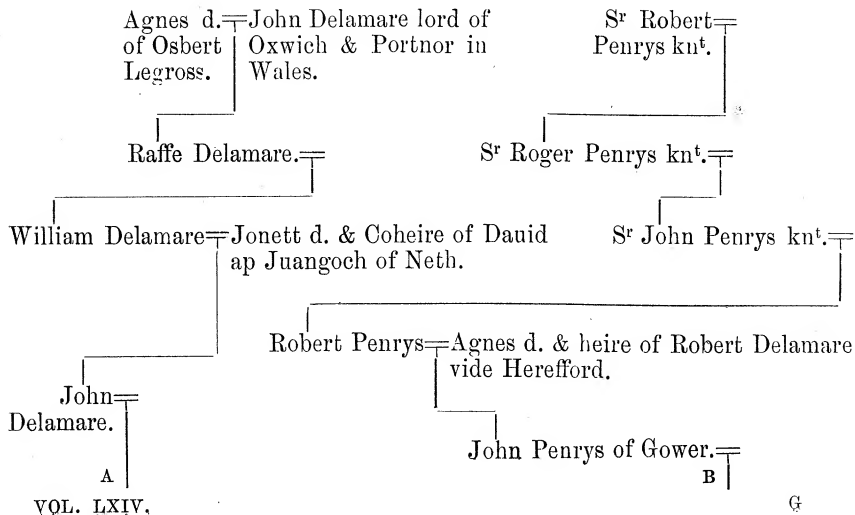 Agnes d. John Delamare lord of
of Osbert Oxwich & Portnor in
Legross. Wales.
Sʳ Robert
Penrys knᵗ.
Raffe Delamare. Sʳ Roger Penrys knᵗ.
William Delamare Jonett d. & Coheire of Dauid
ap Juangoch of Neth.
Sʳ John Penrys knᵗ.
Robert Penrys Agnes d. & heire of Robert Delamare
vide Herefford.
John
Delamare.
John Penrys of Gower.
A B
VOL. LXIV. G